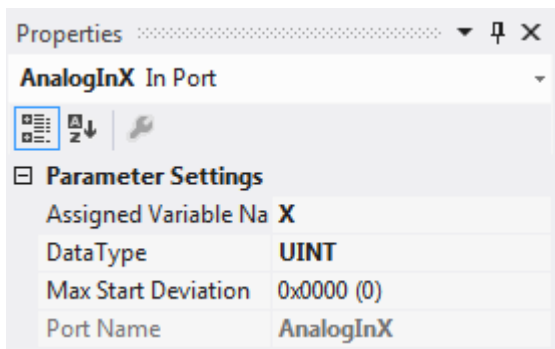 Properties
AnalogInX In Port
Parameter Settings
Assigned Variable Na X
DataType UINT
Max Start Deviation 0x0000 (0)
Port Name AnalogInX